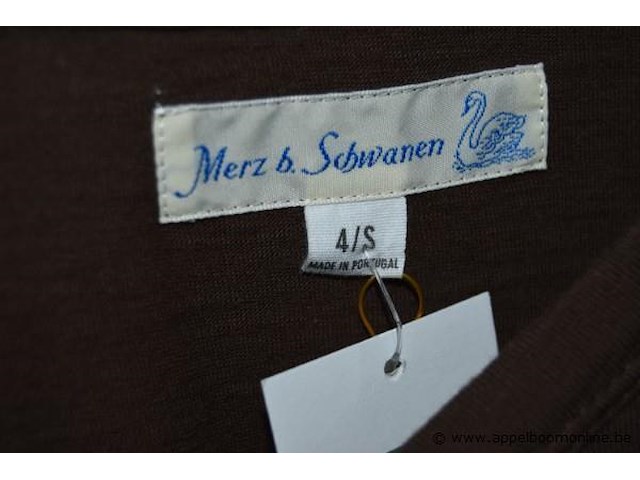 Merz b. Schwanen
4/S
MADE IN PORTUGAL
© www.appelboomonline.be